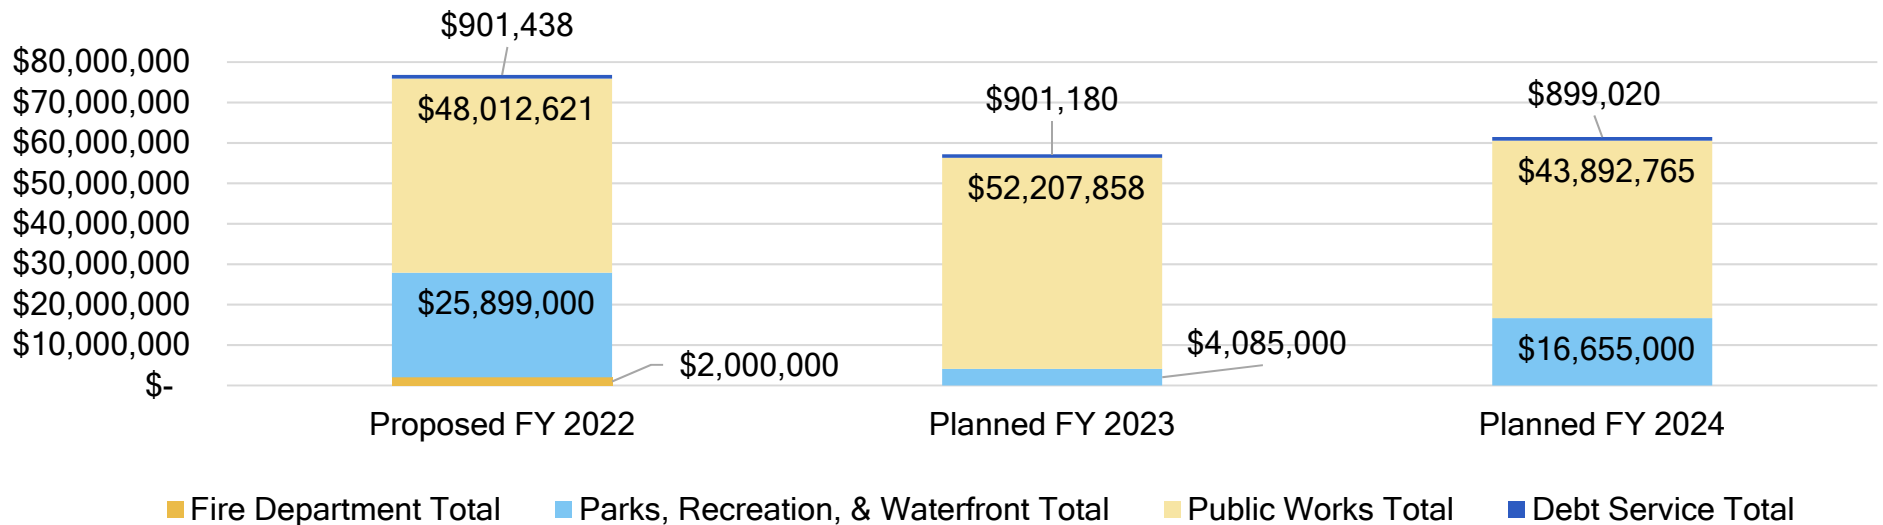 $901,438
$80,000,000
$70,000,000
$60,000,000
$50,000,000
$40,000,000
$30,000,000
$20,000,000
$10,000,000
$-
$48,012,621
$25,899,000
$2,000,000
$901,180
$52,207,858
$4,085,000
$899,020
$43,892,765
$16,655,000
Proposed FY 2022
Planned FY 2023
Planned FY 2024
Fire Department Total
Parks, Recreation, & Waterfront Total
Public Works Total
Debt Service Total